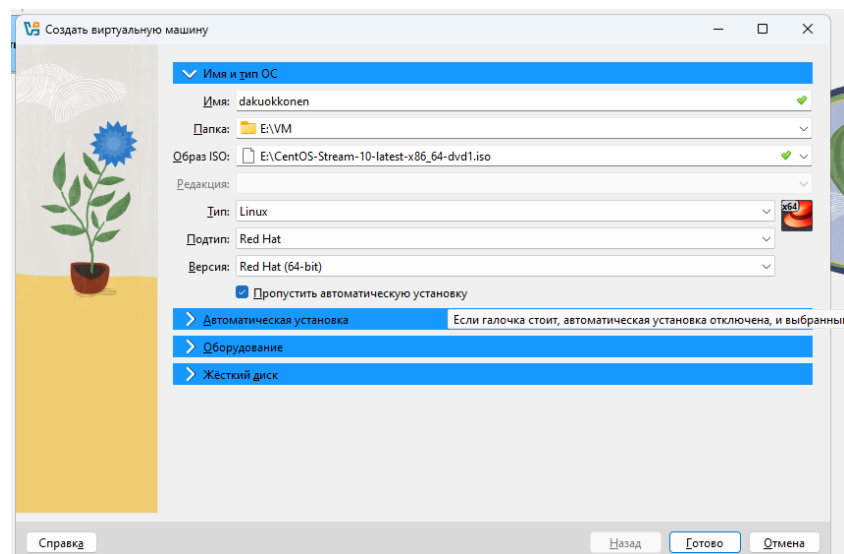 Создать виртуальную машину
Имя и тип ОС
Имя: dakuokkonen
Папка: E:\VM
Образ ISO: E:\CentOS-Stream-10-latest-x86_64-dvd1.iso
Редакция:
Тип: Linux
x64
Подтип: Red Hat
Версия: Red Hat (64-bit)
Пропустить автоматическую установку
Автоматическая установка
Если галочка стоит, автоматическая установка отключена, и выбранный
Оборудование
Жёсткий диск
Справка Назад Готово Отмена